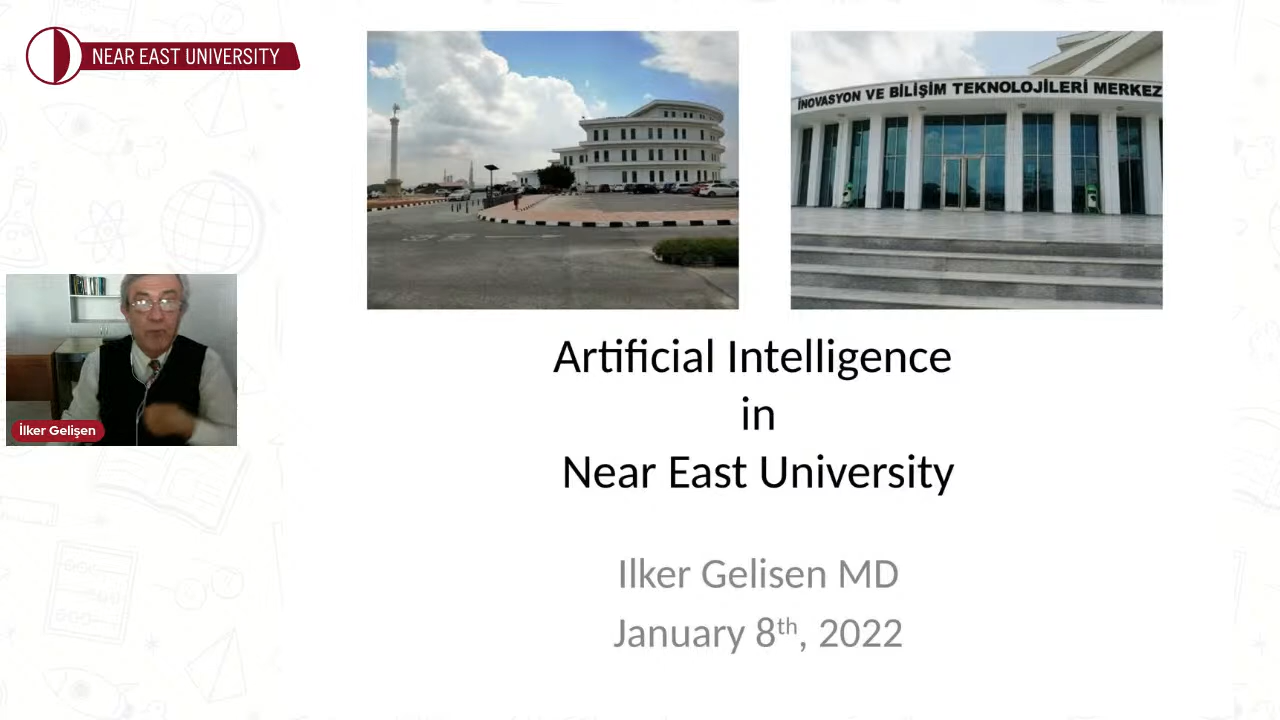 NEAR EAST UNIVERSITY
İNOVASYON VE BİLİŞİM TEKNOLOJİLERİ MERKEZ
İlker Gelişen
Artificial Intelligence
in
Near East University
Ilker Gelisen MD
January 8th, 2022